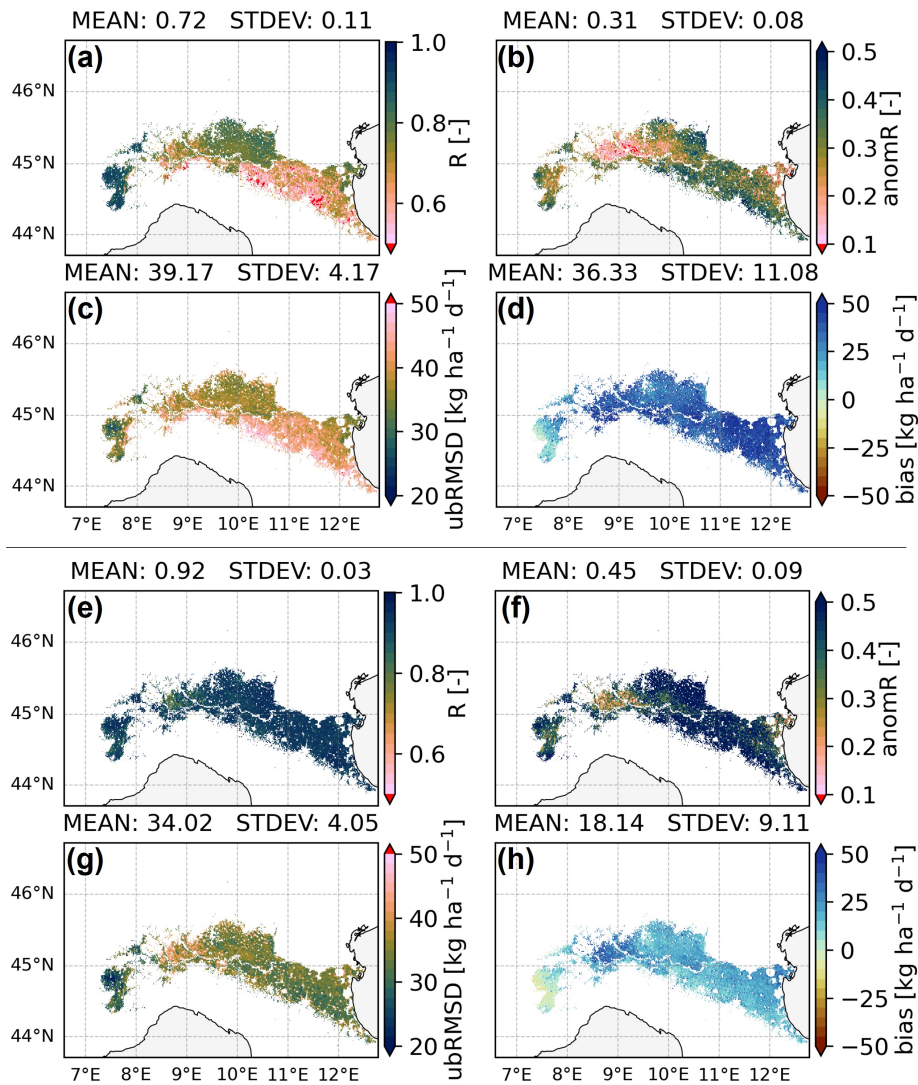 MEAN: 0.72 STDEV: 0.11
MEAN: 0.31 STDEV: 0.08
(a)
46°N
45°N
44°N
1.0
0.8
0.6
R [-]
(b)
0.5
0.4
0.3
0.2
0.1
anomR [-]
MEAN: 39.17 STDEV: 4.17
MEAN: 36.33 STDEV: 11.08
(c)
46°N
45°N
44°N
7°E 8°E 9°E 10°E 11°E 12°E
50
40
30
20
ubRMSD [kg ha⁻¹ d⁻¹]
(d)
7°E 8°E 9°E 10°E 11°E 12°E
50
25
0
−25
−50
bias [kg ha⁻¹ d⁻¹]
MEAN: 0.92 STDEV: 0.03
MEAN: 0.45 STDEV: 0.09
(e)
46°N
45°N
44°N
1.0
0.8
0.6
R [-]
(f)
0.5
0.4
0.3
0.2
0.1
anomR [-]
MEAN: 34.02 STDEV: 4.05
MEAN: 18.14 STDEV: 9.11
(g)
46°N
45°N
44°N
7°E 8°E 9°E 10°E 11°E 12°E
50
40
30
20
ubRMSD [kg ha⁻¹ d⁻¹]
(h)
7°E 8°E 9°E 10°E 11°E 12°E
50
25
0
−25
−50
bias [kg ha⁻¹ d⁻¹]